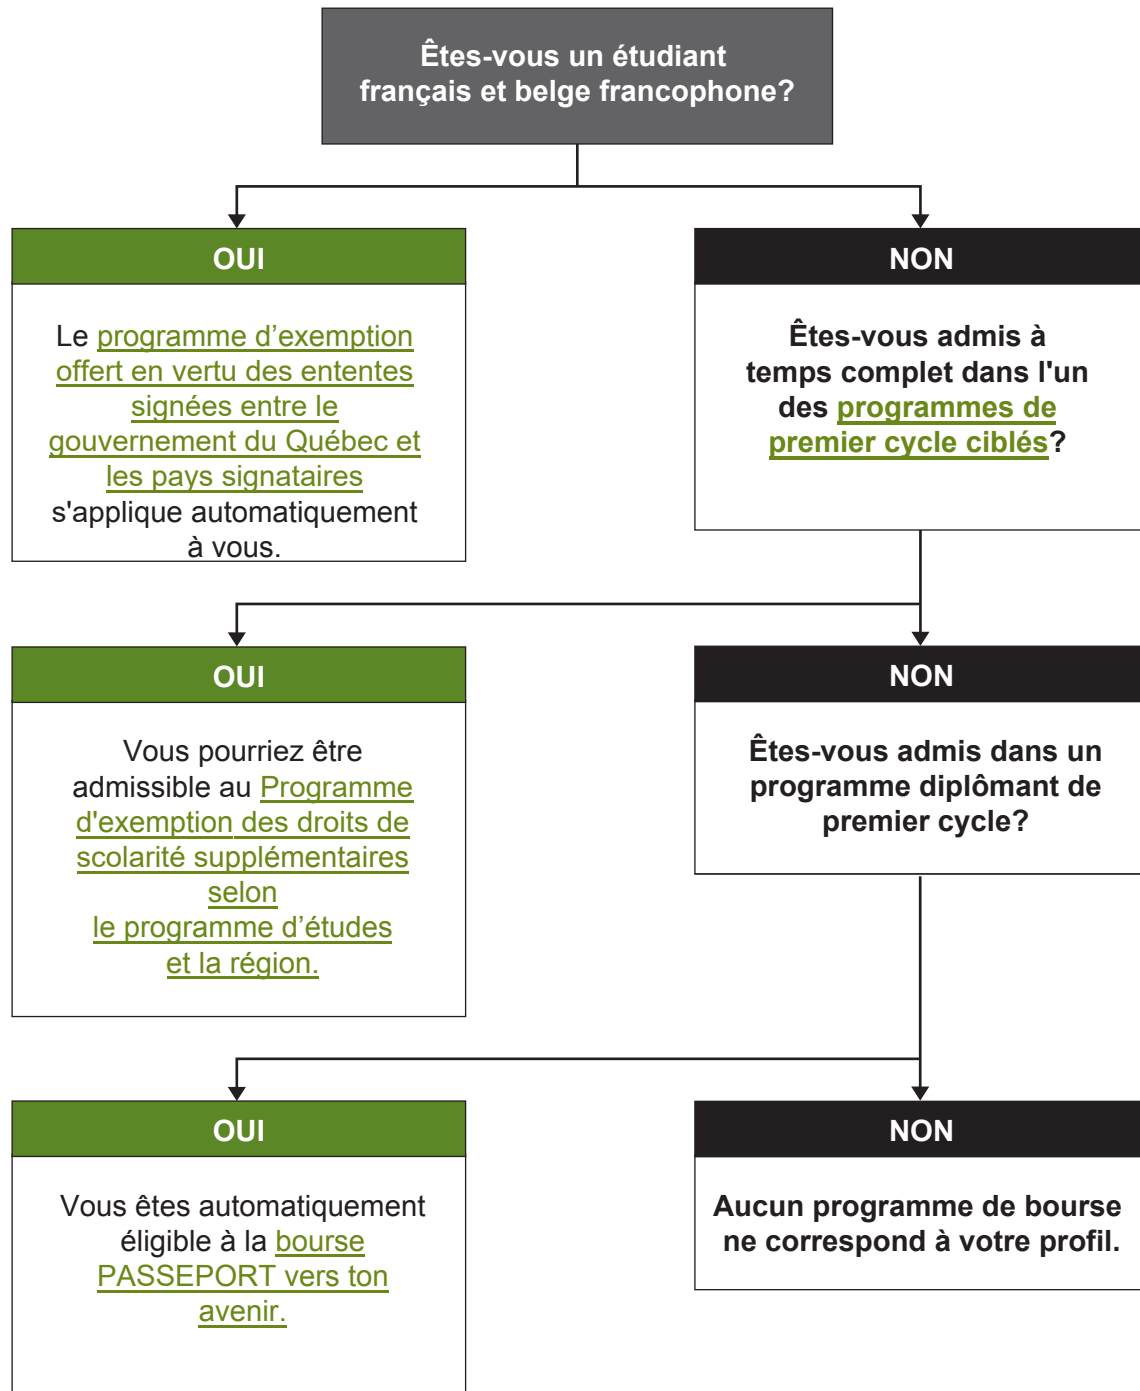 Êtes-vous un étudiant
français et belge francophone?
OUI
Le programme d’exemption
offert en vertu des ententes
signées entre le
gouvernement du Québec et
les pays signataires
s'applique automatiquement
à vous.
NON
Êtes-vous admis à
temps complet dans l'un
des programmes de
premier cycle ciblés?
OUI
Vous pourriez être
admissible au Programme
d'exemption des droits de
scolarité supplémentaires
selon
le programme d’études
et la région.
NON
Êtes-vous admis dans un
programme diplômant de
premier cycle?
OUI
Vous êtes automatiquement
éligible à la bourse
PASSEPORT vers ton
avenir.
NON
Aucun programme de bourse
ne correspond à votre profil.